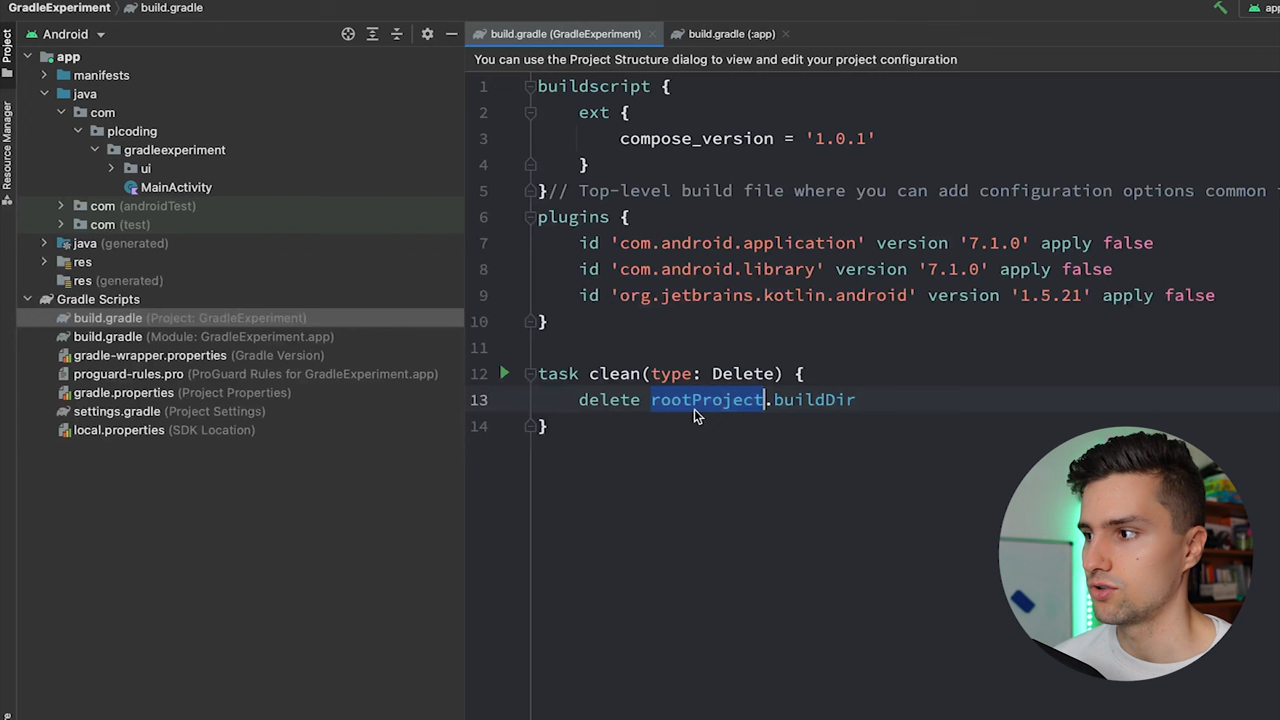 GradleExperiment > build.gradle
app
Project
Resource Manager
Android
app
manifests
java
com
plcoding
gradleexperiment
ui
MainActivity
com (androidTest)
com (test)
java (generated)
res
res (generated)
Gradle Scripts
build.gradle (Project: GradleExperiment)
build.gradle (Module: GradleExperiment.app)
gradle-wrapper.properties (Gradle Version)
proguard-rules.pro (ProGuard Rules for GradleExperiment.app)
gradle.properties (Project Properties)
settings.gradle (Project Settings)
local.properties (SDK Location)
build.gradle (GradleExperiment)
build.gradle (:app)
You can use the Project Structure dialog to view and edit your project configuration
1 buildscript {
2 ext {
3 compose_version = '1.0.1'
4 }
5 }// Top-level build file where you can add configuration options common
6 plugins {
7 id 'com.android.application' version '7.1.0' apply false
8 id 'com.android.library' version '7.1.0' apply false
9 id 'org.jetbrains.kotlin.android' version '1.5.21' apply false
10 }
11
12 task clean(type: Delete) {
13 delete rootProject.buildDir
14 }